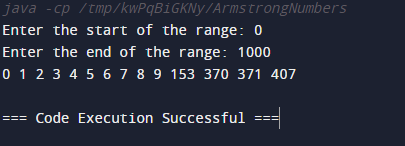 java -cp /tmp/kwPqBiGKNy/ArmstrongNumbers
Enter the start of the range: 0
Enter the end of the range: 1000
0 1 2 3 4 5 6 7 8 9 153 370 371 407
=== Code Execution Successful ===